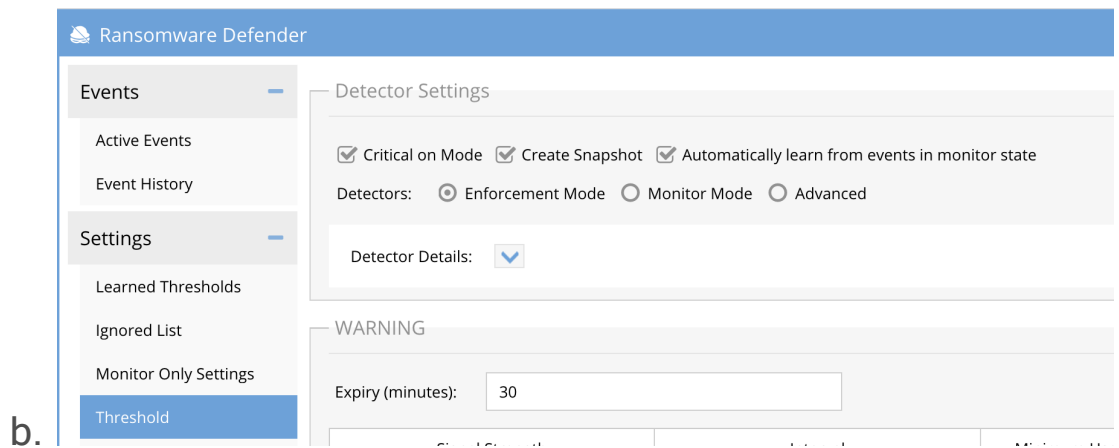 Ransomware Defender
Events
Active Events
Event History
Settings
Learned Thresholds
Ignored List
Monitor Only Settings
Threshold
b.
Detector Settings
Critical on Mode Create Snapshot Automatically learn from events in monitor state
Detectors: Enforcement Mode Monitor Mode Advanced
Detector Details:
WARNING
Expiry (minutes): 30